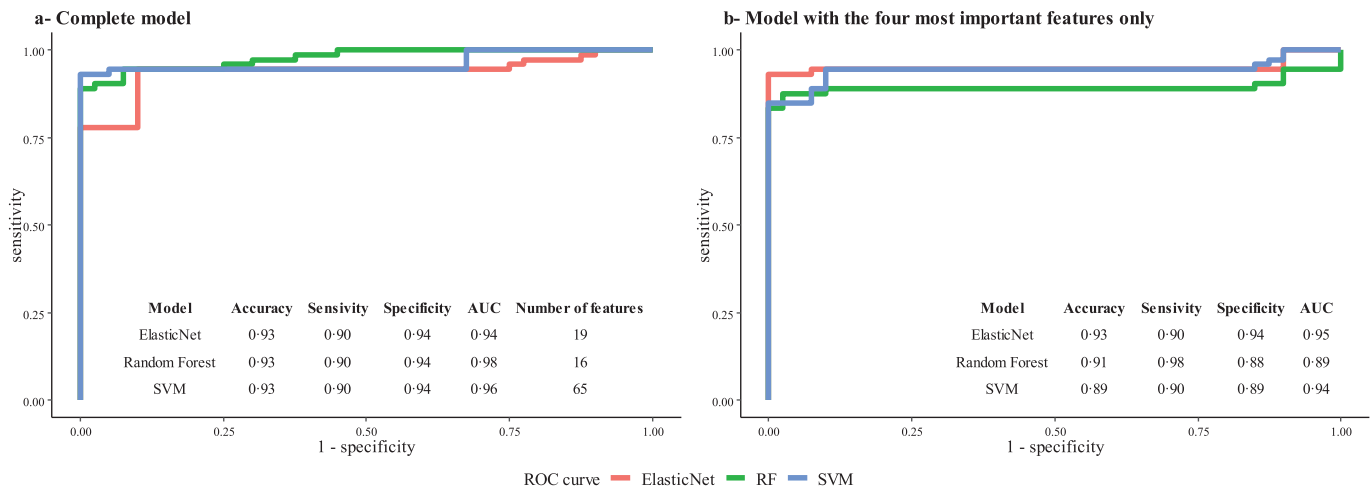 a- Complete model
1.00
0.75
0.50
0.25
0.00
sensitivity
Model Accuracy Sensivity Specificity AUC Number of features
ElasticNet 0·93 0·90 0·94 0·94 19
Random Forest 0·93 0·90 0·94 0·98 16
SVM 0·93 0·90 0·94 0·96 65
0.00 0.25 0.50 0.75 1.00
1 - specificity
b- Model with the four most important features only
1.00
0.75
0.50
0.25
0.00
sensitivity
Model Accuracy Sensivity Specificity AUC
ElasticNet 0·93 0·90 0·94 0·95
Random Forest 0·91 0·98 0·88 0·89
SVM 0·89 0·90 0·89 0·94
0.00 0.25 0.50 0.75 1.00
1 - specificity
ROC curve ElasticNet RF SVM